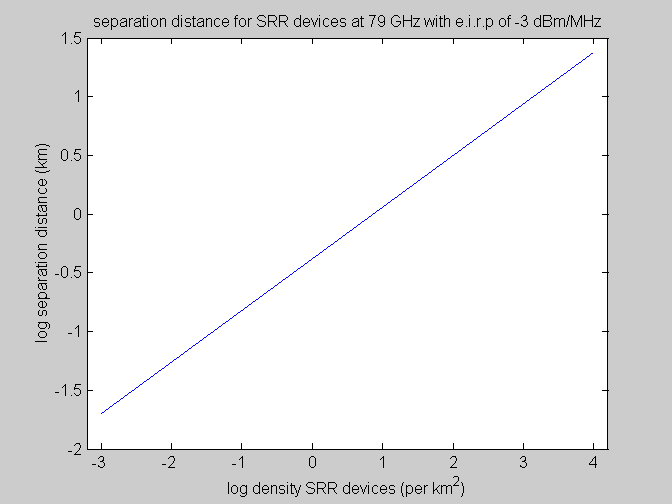 separation distance for SRR devices at 79 GHz with e.i.r.p of -3 dBm/MHz
1.5
1
0.5
0
-0.5
-1
-1.5
-2
log separation distance (km)
-3 -2 -1 0 1 2 3 4
log density SRR devices (per km²)